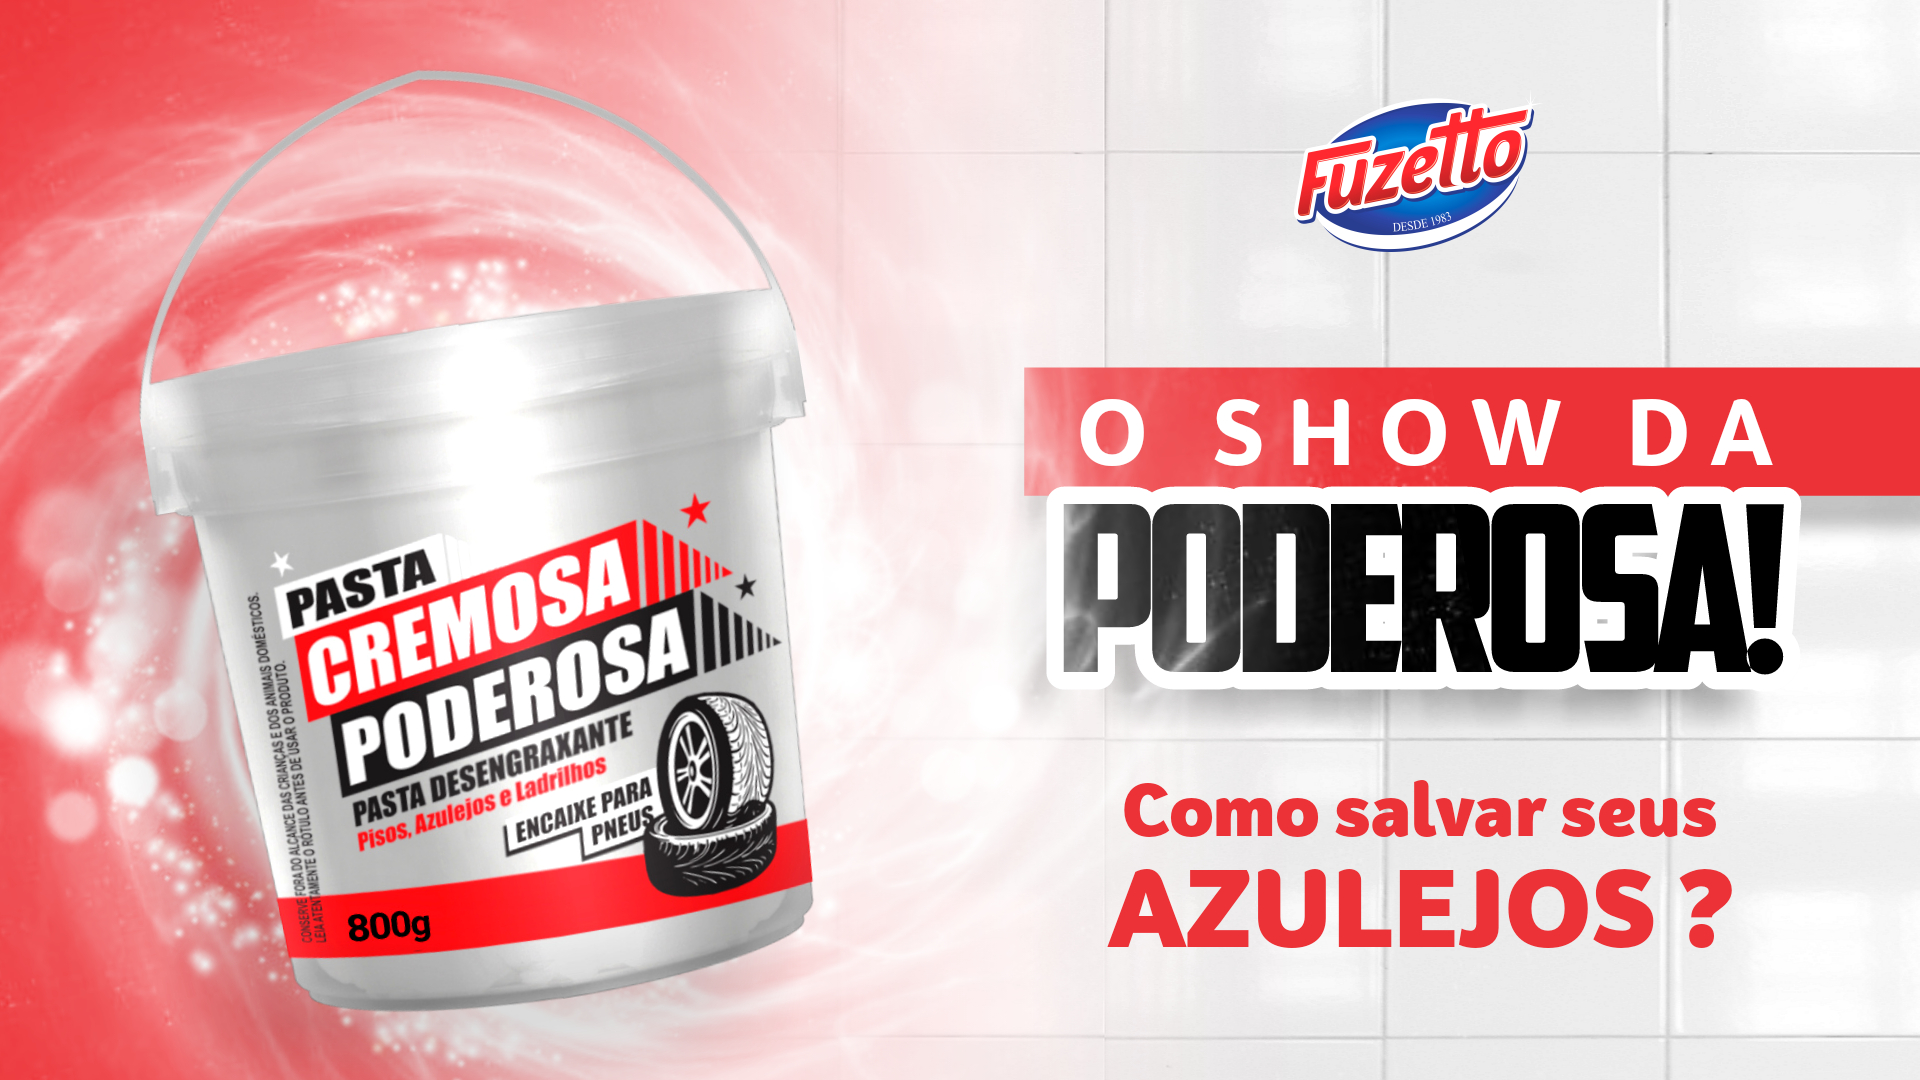 Fuzetto
DESDE 1983
O SHOW DA
PODEROSA!
Como salvar seus
AZULEJOS ?
PASTA
CREMOSA
PODEROSA
PASTA DESENGRAXANTE
Pisos, Azulejos e Ladrilhos
ENCAIXE PARA
PNEUS
800g
CONSERVE FORA DO ALCANCE DAS CRIANÇAS E DOS ANIMAIS DOMÉSTICOS.
LEIA ATENTAMENTE O RÓTULO ANTES DE USAR O PRODUTO.